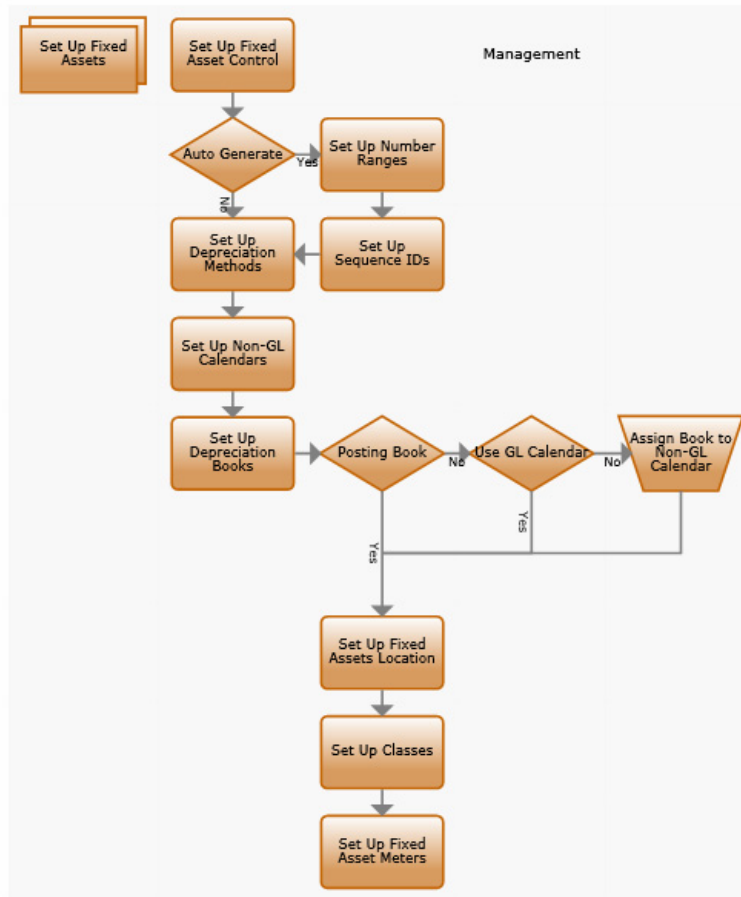 Set Up Fixed
Assets
Set Up Fixed
Asset Control
Management
Auto Generate
Yes
Set Up Number
Ranges
No
Set Up
Depreciation
Methods
Set Up
Sequence IDs
Set Up Non-GL
Calendars
Set Up
Depreciation
Books
Posting Book
No
Use GL Calendar
No
Assign Book to
Non-GL
Calendar
Yes
Yes
Set Up Fixed
Assets Location
Set Up Classes
Set Up Fixed
Asset Meters